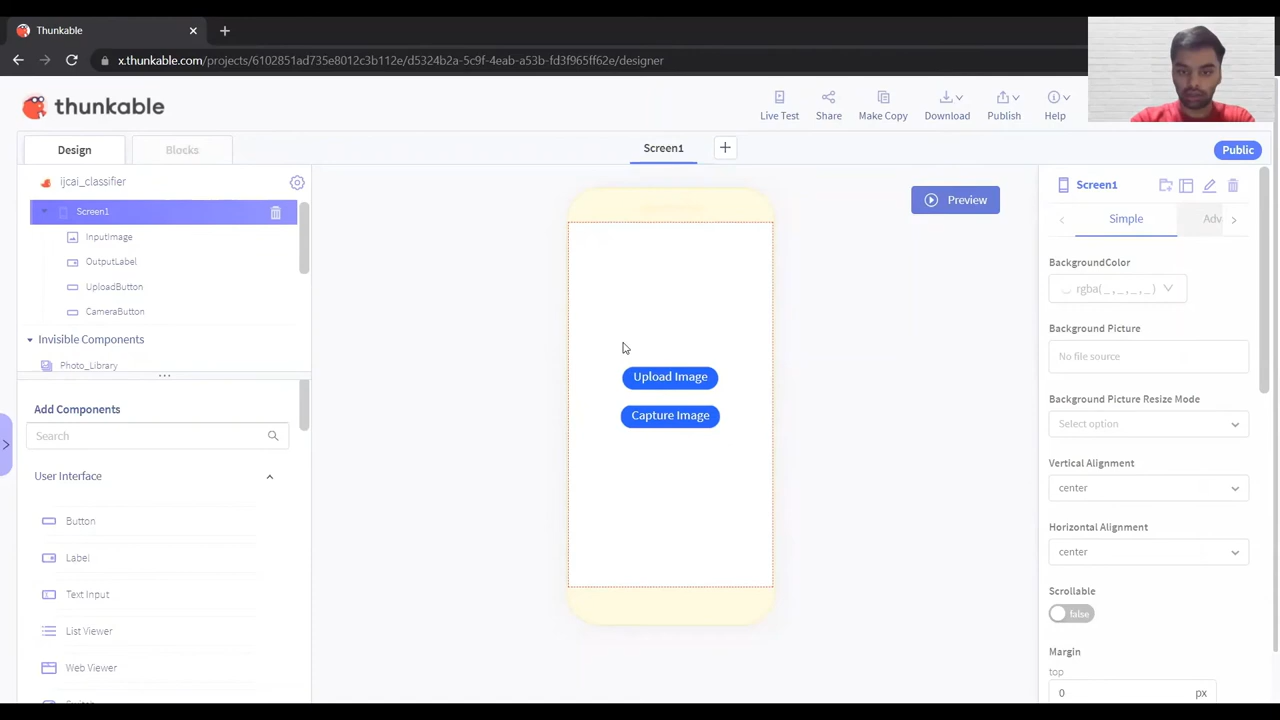 Thunkable
x.thunkable.com/projects/6102851ad735e8012c3b112e/d5324b2a-5c9f-4eab-a53b-fd3f965ff62e/designer
thunkable
Live Test
Share
Make Copy
Download
Publish
Help
Design
Blocks
Screen1
Public
ijcai_classifier
Screen1
InputImage
OutputLabel
UploadButton
CameraButton
Invisible Components
Photo_Library
Add Components
Search
User Interface
Button
Label
Text Input
List Viewer
Web Viewer
Preview
Upload Image
Capture Image
Screen1
Simple
Adv
BackgroundColor
rgba(_,_,_,_)
Background Picture
No file source
Background Picture Resize Mode
Select option
Vertical Alignment
center
Horizontal Alignment
center
Scrollable
false
Margin
top
0 px